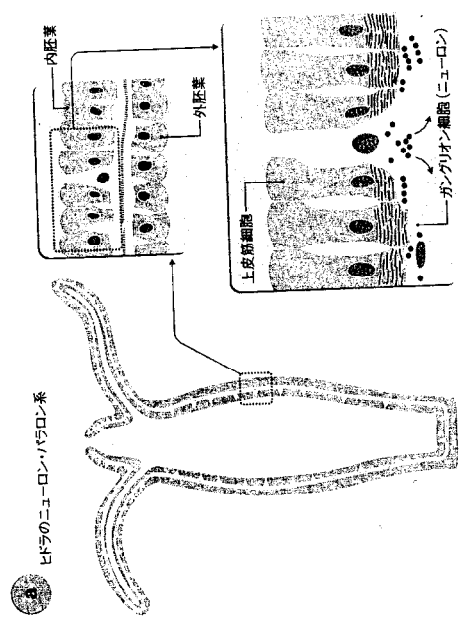 a
ヒドラのニューロン・パラロン系
内胚葉
外胚葉
上皮筋細胞
ガングリオン細胞(ニューロン)